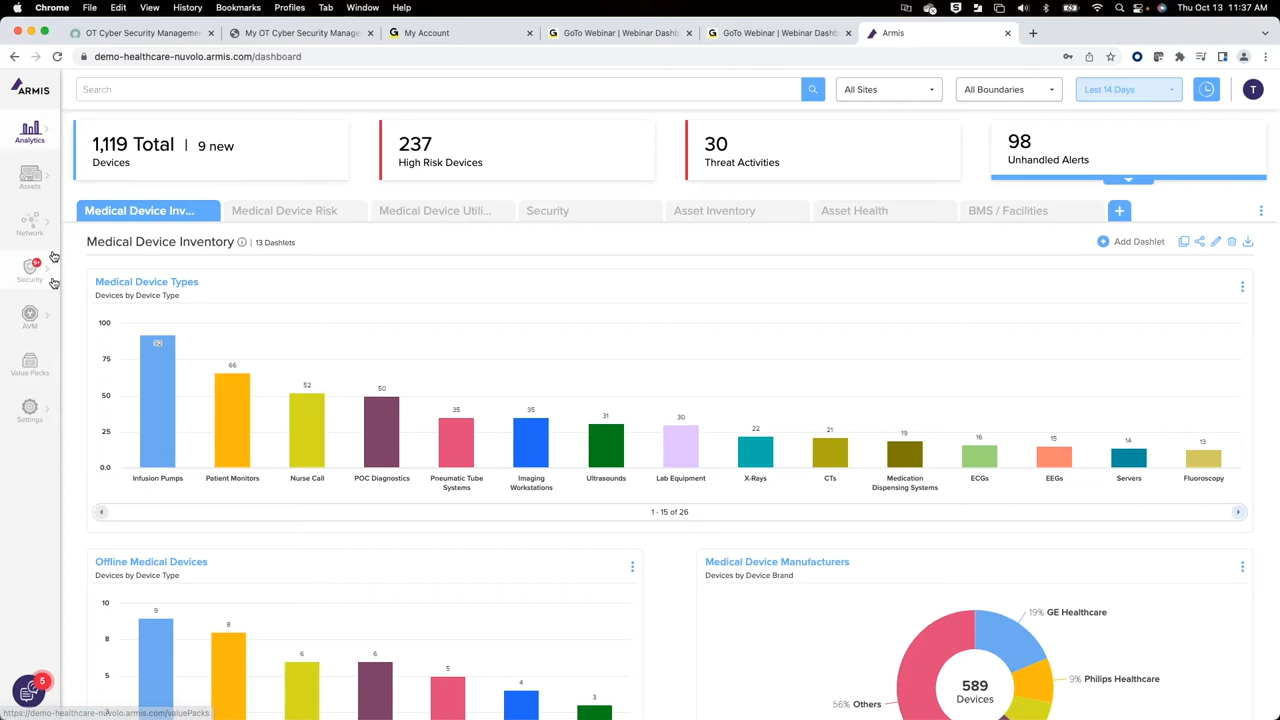 Chrome File Edit View History Bookmarks Profiles Tab Window Help
Thu Oct 13 11:37 AM
OT Cyber Security Manageme
My OT Cyber Security Manage
My Account
GoTo Webinar | Webinar Dashb
GoTo Webinar | Webinar Dashb
Armis
demo-healthcare-nuvolo.armis.com/dashboard
ARMIS
Search
All Sites
All Boundaries
Last 14 Days
T
Analytics
Assets
Network
9+
Security
AVM
Value Packs
Settings
5
1,119 Total | 9 new
Devices
237
High Risk Devices
30
Threat Activities
98
Unhandled Alerts
Medical Device Inv...
Medical Device Risk
Medical Device Utili...
Security
Asset Inventory
Asset Health
BMS / Facilities
Medical Device Inventory | 13 Dashlets
Add Dashlet
Medical Device Types
Devices by Device Type
100
75
50
25
0.0
92
66
52
50
35
35
31
30
22
21
19
16
15
14
13
Infusion Pumps
Patient Monitors
Nurse Call
POC Diagnostics
Pneumatic Tube
Systems
Imaging
Workstations
Ultrasounds
Lab Equipment
X-Rays
CTs
Medication
Dispensing Systems
ECGs
EEGs
Servers
Fluoroscopy
1 - 15 of 26
Offline Medical Devices
Devices by Device Type
10
8
5
9
8
6
6
5
4
3
Medical Device Manufacturers
Devices by Device Brand
19% GE Healthcare
9% Philips Healthcare
56% Others
589
Devices
https://demo-healthcare-nuvolo.armis.com/valuePacks